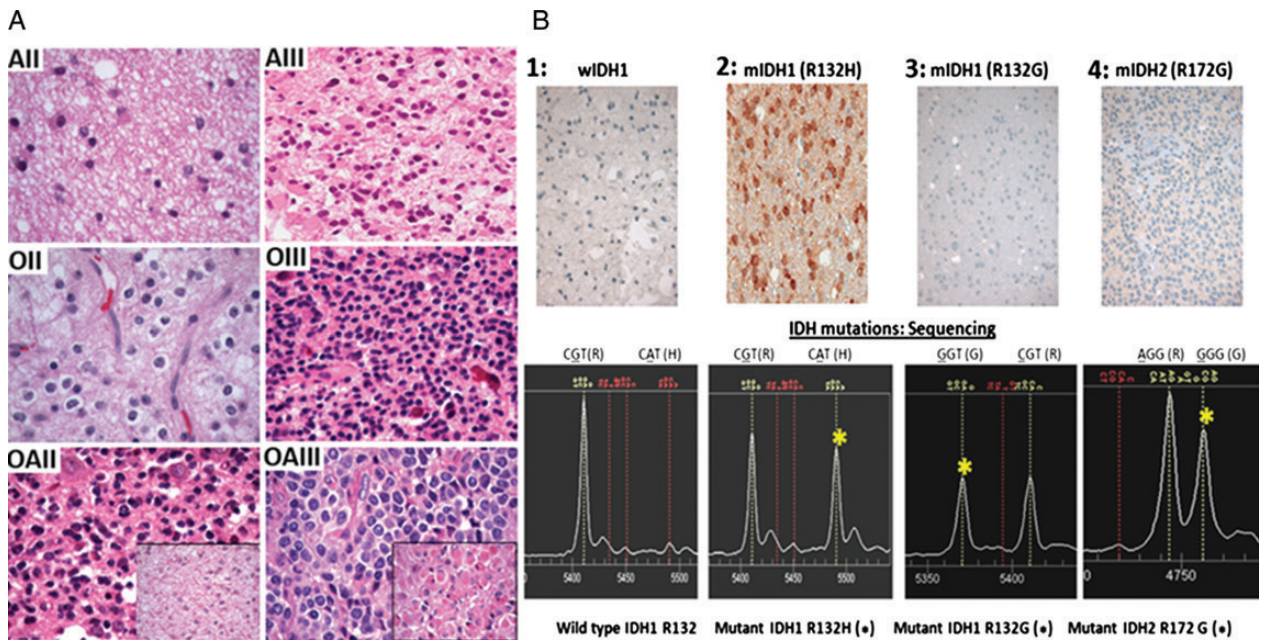 A
B
AII
AIII
OII
OIII
OAII
OAIII
1:
wIDH1
2:
mIDH1 (R132H)
3:
mIDH1 (R132G)
4:
mIDH2 (R172G)
IDH mutations: Sequencing
CGT(R) CAT(H)
CGT(R) CAT (H)
GGT (G) CGT (R)
AGG (R) GGG (G)
5400 5450 5500
5400 5450 5500
5350 5400
0 4750
Wild type IDH1 R132
Mutant IDH1 R132H (*)
Mutant IDH1 R132G (*)
Mutant IDH2 R172 G (*)